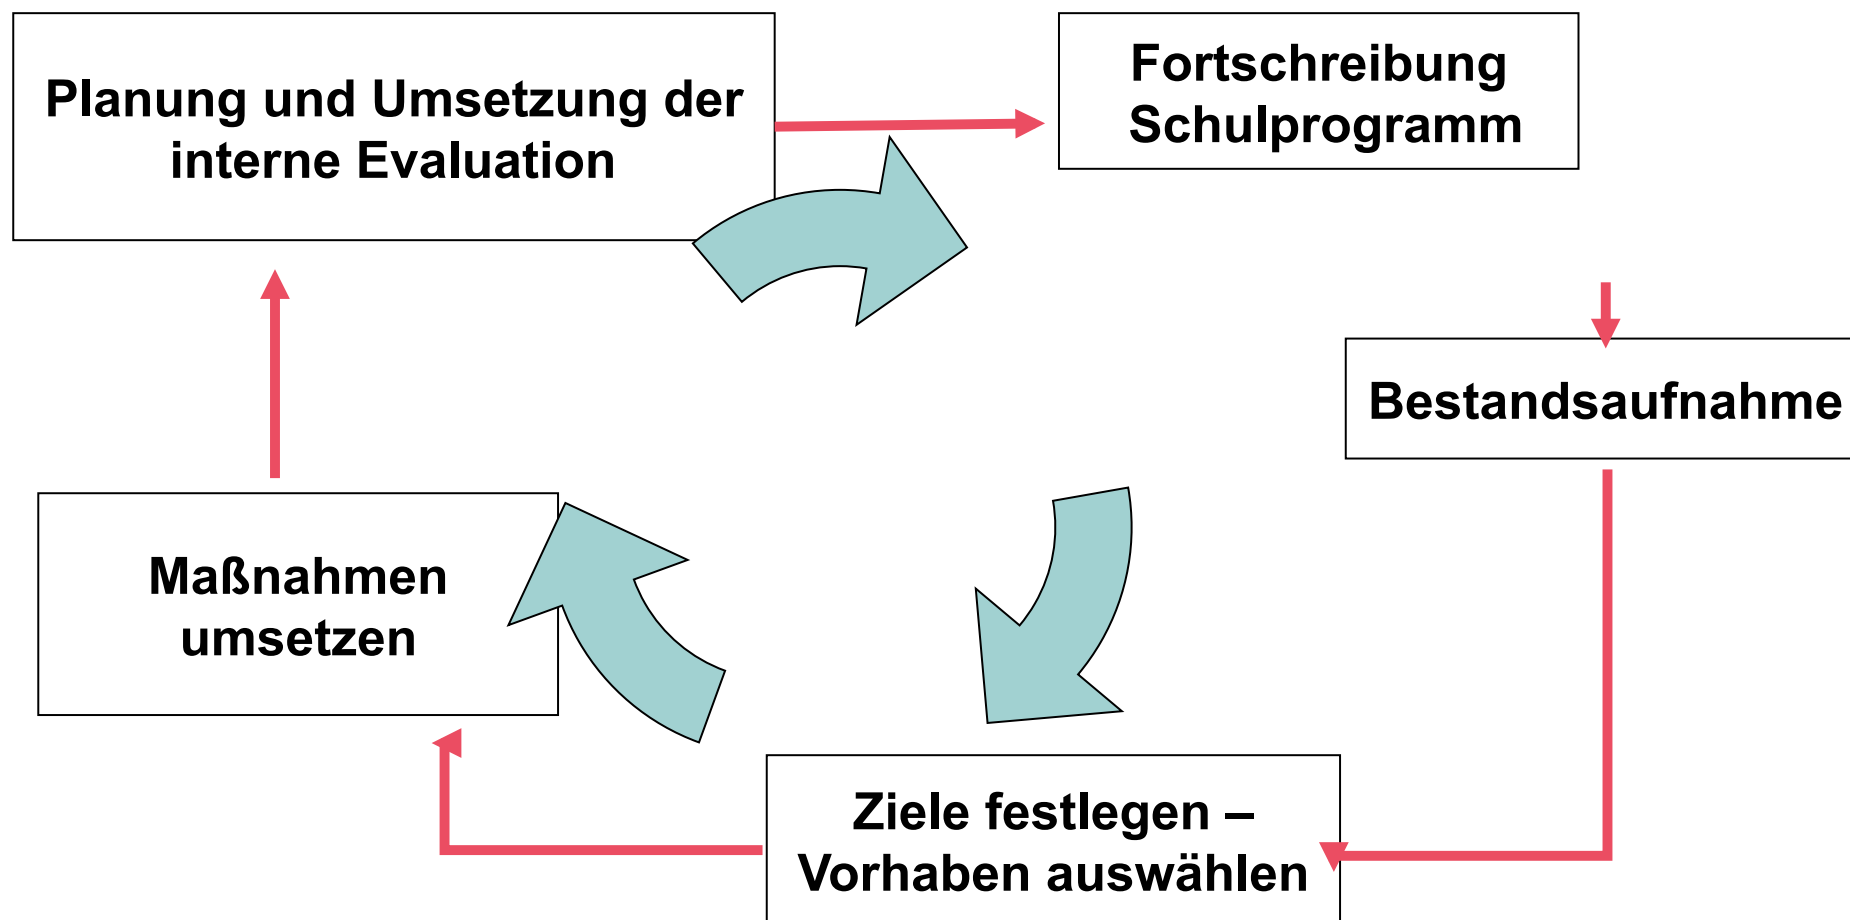 Planung und Umsetzung der
interne Evaluation
Fortschreibung
Schulprogramm
Bestandsaufnahme
Maßnahmen
umsetzen
Ziele festlegen –
Vorhaben auswählen